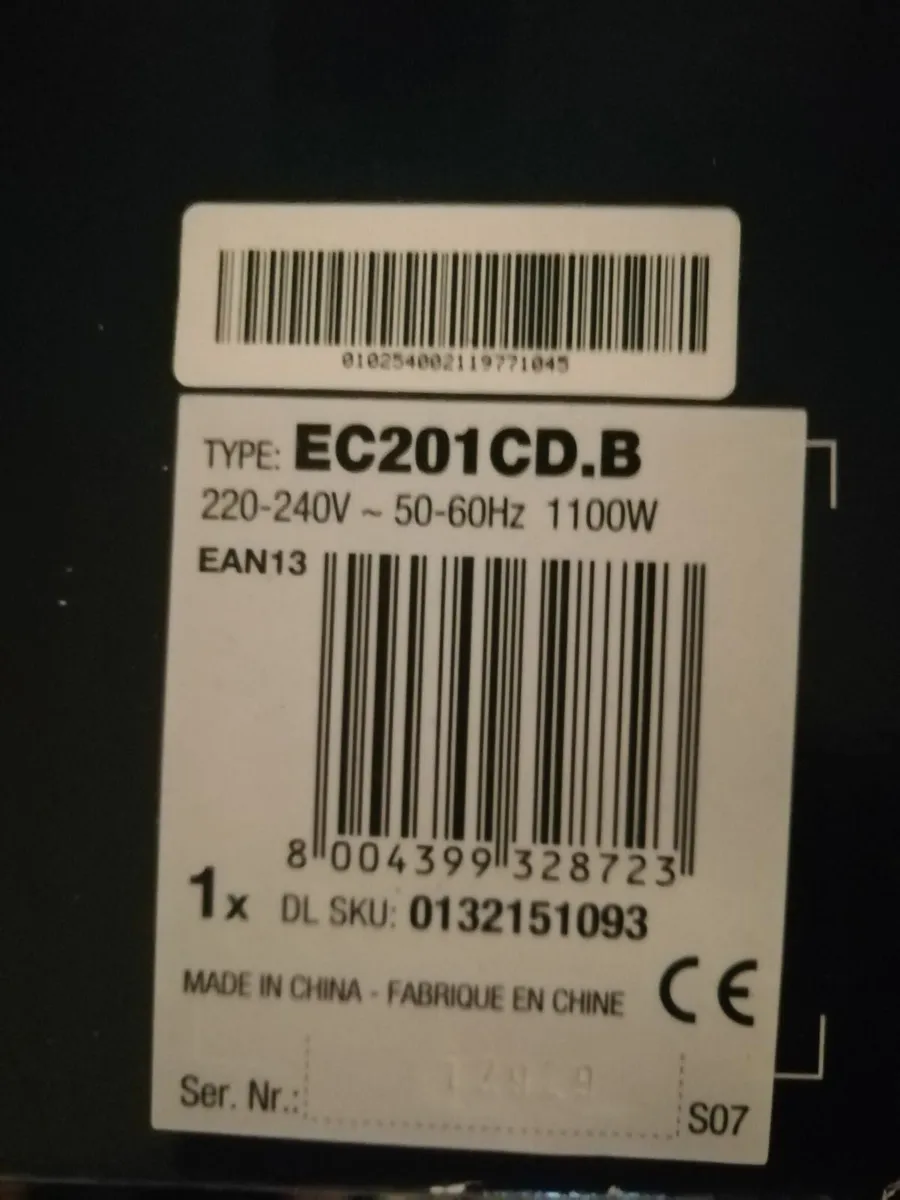 010254002119771045
TYPE: EC201CD.B
220-240V ~ 50-60Hz 1100W
EAN13
8 004399 328723
1x DL SKU: 0132151093
MADE IN CHINA - FABRIQUE EN CHINE CE
Ser. Nr.:
S07